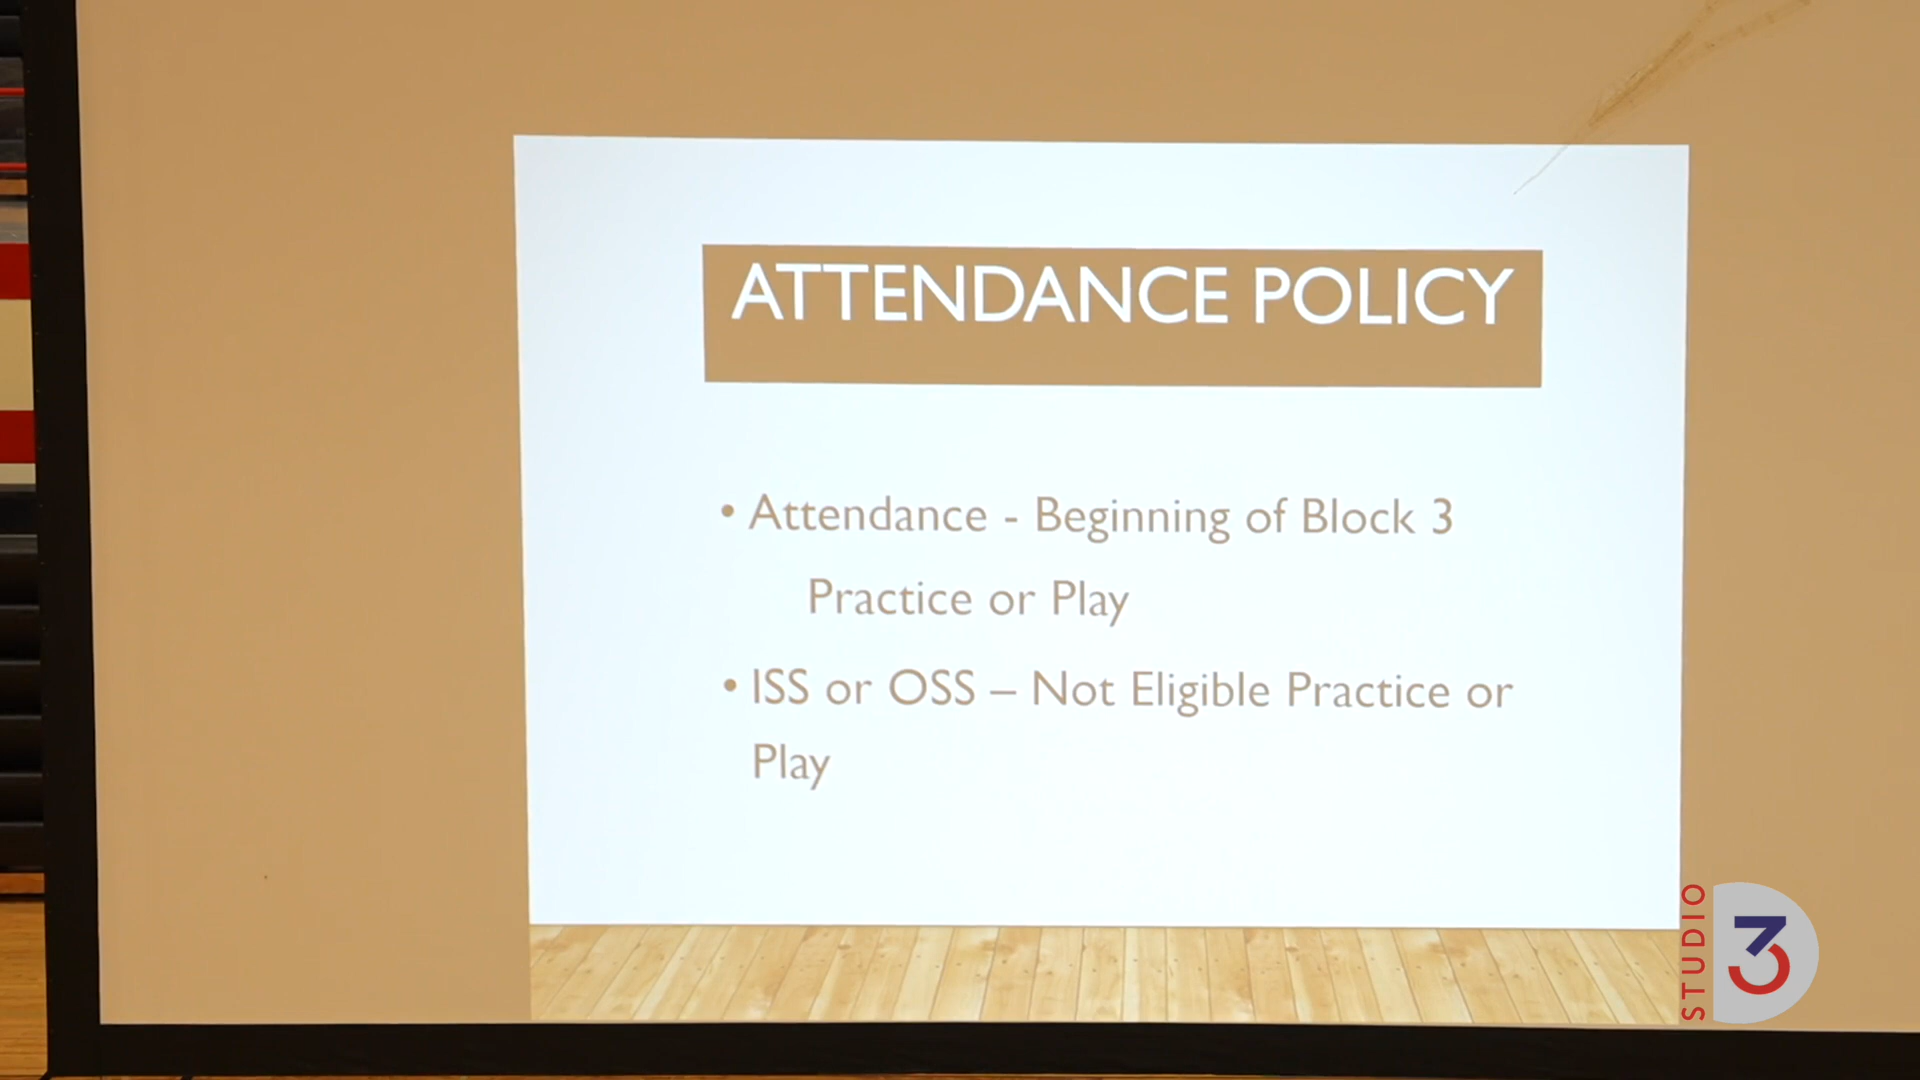 ATTENDANCE POLICY
• Attendance - Beginning of Block 3
Practice or Play
• ISS or OSS – Not Eligible Practice or
Play
STUDIO
3